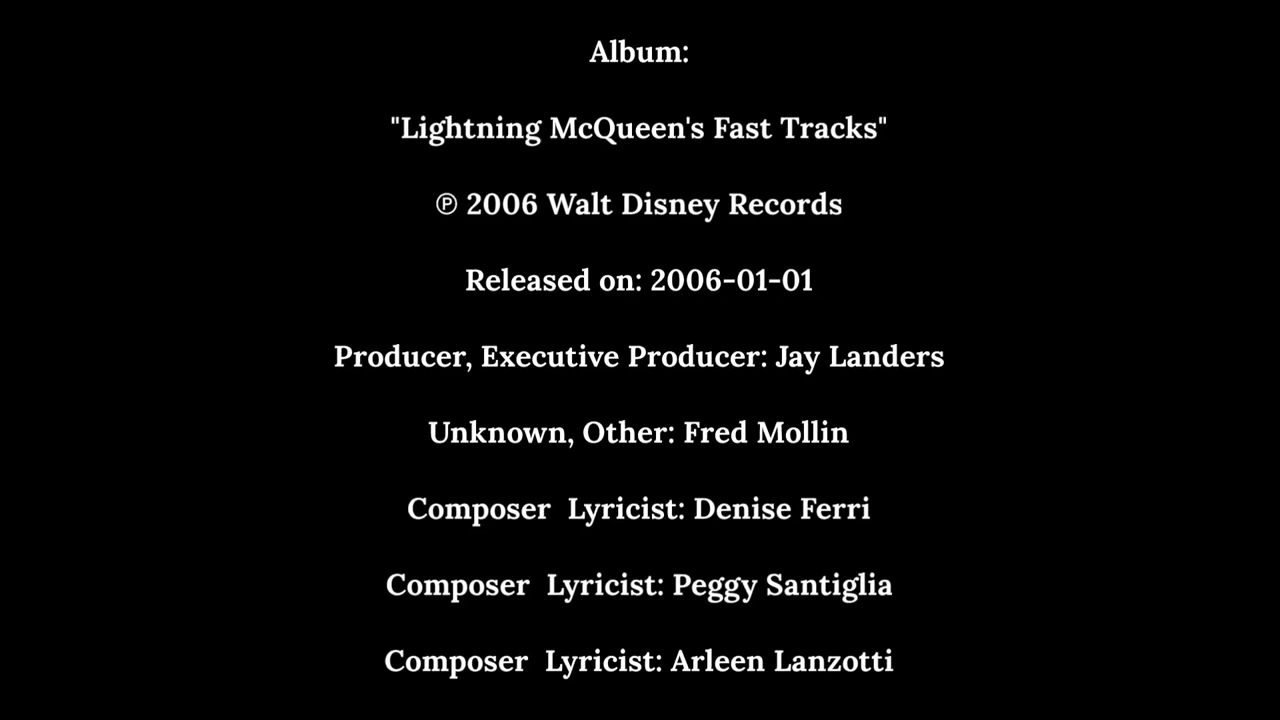 Album:
"Lightning McQueen's Fast Tracks"
℗ 2006 Walt Disney Records
Released on: 2006-01-01
Producer, Executive Producer: Jay Landers
Unknown, Other: Fred Mollin
Composer  Lyricist: Denise Ferri
Composer  Lyricist: Peggy Santiglia
Composer  Lyricist: Arleen Lanzotti